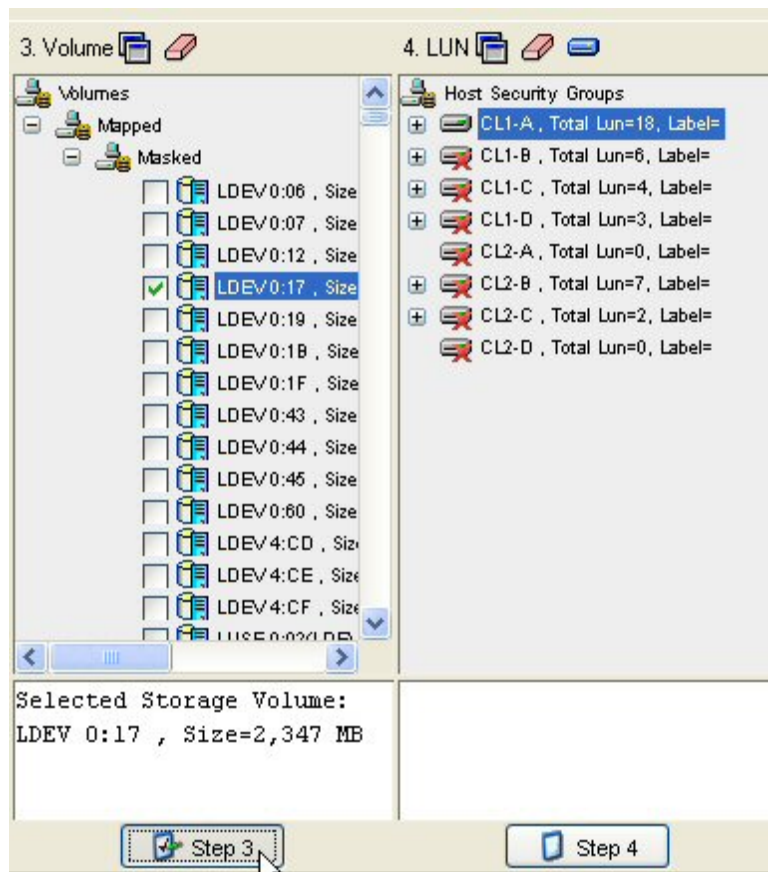 3. Volume
Volumes
Mapped
Masked
LDEV 0:06 , Size
LDEV 0:07 , Size
LDEV 0:12 , Size
LDEV 0:17 , Size
LDEV 0:19 , Size
LDEV 0:1B , Size
LDEV 0:1F , Size
LDEV 0:43 , Size
LDEV 0:44 , Size
LDEV 0:45 , Size
LDEV 0:60 , Size
LDEV 4:CD , Siz
LDEV 4:CE , Size
LDEV 4:CF , Size
LUSE 0:02(LDEV
Selected Storage Volume:
LDEV 0:17 , Size=2,347 MB
Step 3
4. LUN
Host Security Groups
CL1-A , Total Lun=18, Label=
CL1-B , Total Lun=6, Label=
CL1-C , Total Lun=4, Label=
CL1-D , Total Lun=3, Label=
CL2-A , Total Lun=0, Label=
CL2-B , Total Lun=7, Label=
CL2-C , Total Lun=2, Label=
CL2-D , Total Lun=0, Label=
Step 4